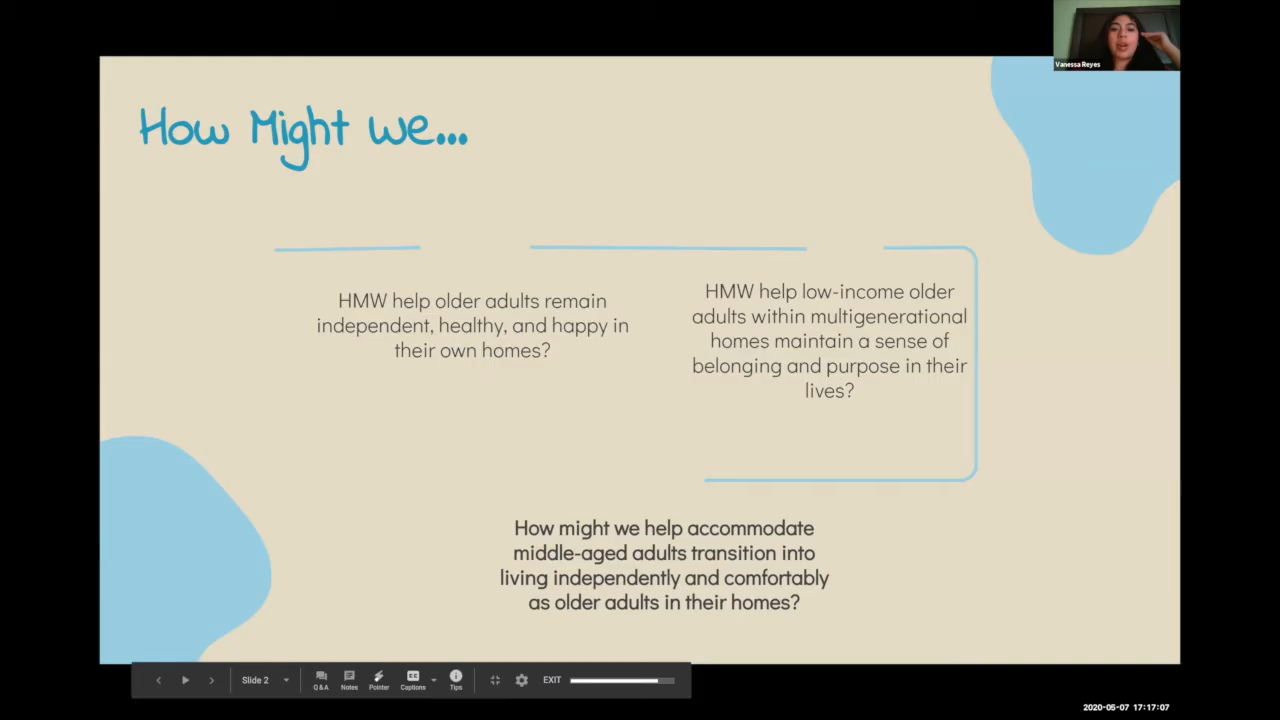 Vanessa Reyes
How Might We...
HMW help older adults remain
independent, healthy, and happy in
their own homes?
HMW help low-income older
adults within multigenerational
homes maintain a sense of
belonging and purpose in their
lives?
How might we help accommodate
middle-aged adults transition into
living independently and comfortably
as older adults in their homes?
Slide 2
Q&A
Notes
Pointer
CC
Captions
Tips
EXIT
2020-05-07 17:17:07